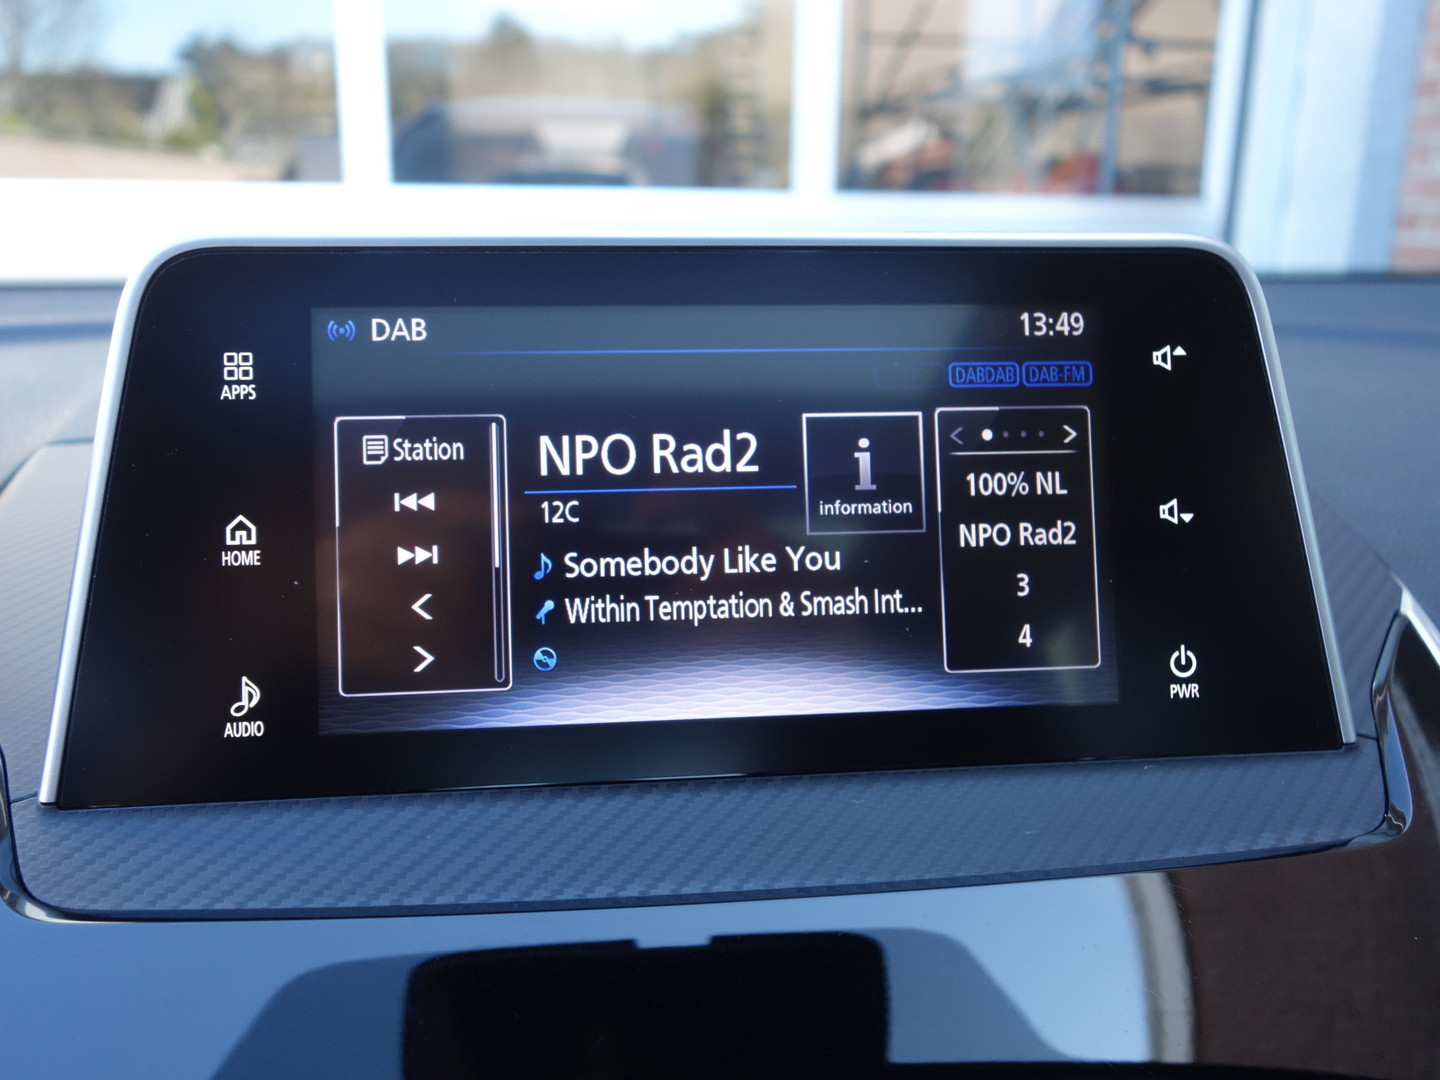 DAB
13:49
DABDAB DAB-FM
APPS
HOME
AUDIO
Station
NPO Rad2
12C
Somebody Like You
Within Temptation & Smash Int...
i
information
100% NL
NPO Rad2
3
4
PWR